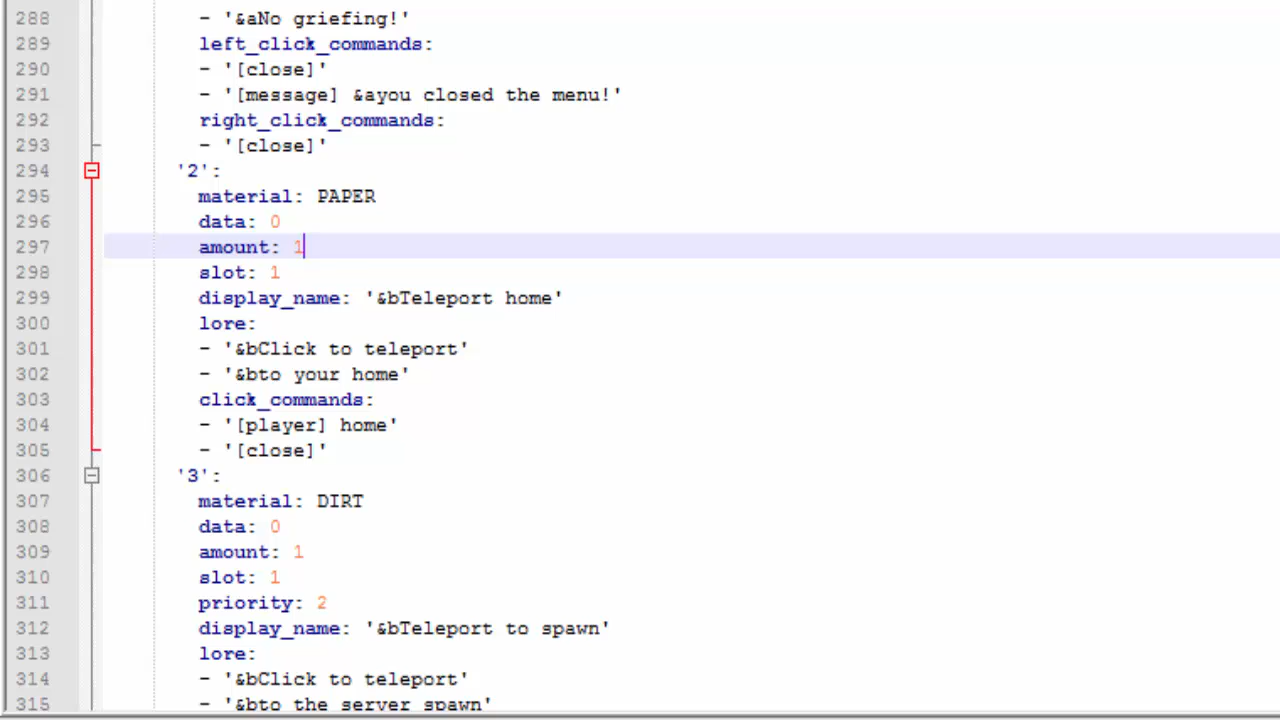 288 - '&aNo griefing!'
289 left_click_commands:
290 - '[close]'
291 - '[message] &ayou closed the menu!'
292 right_click_commands:
293 - '[close]'
294 '2':
295 material: PAPER
296 data: 0
297 amount: 1
298 slot: 1
299 display_name: '&bTeleport home'
300 lore:
301 - '&bClick to teleport'
302 - '&bto your home'
303 click_commands:
304 - '[player] home'
305 - '[close]'
306 '3':
307 material: DIRT
308 data: 0
309 amount: 1
310 slot: 1
311 priority: 2
312 display_name: '&bTeleport to spawn'
313 lore:
314 - '&bClick to teleport'
315 - '&bto the server spawn'